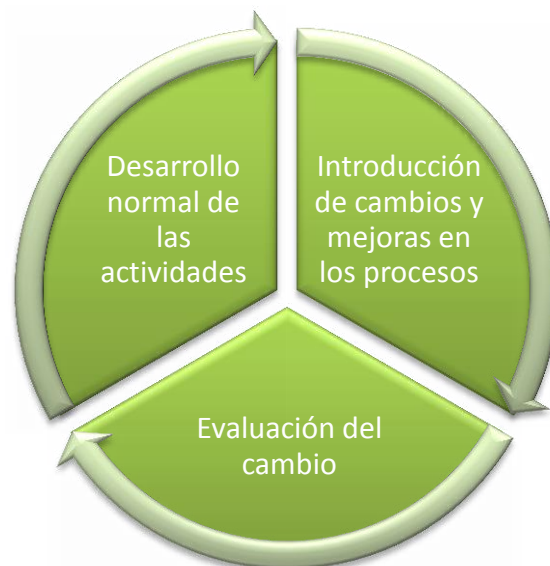 Desarrollo
normal de
las
actividades
Introducción
de cambios y
mejoras en
los procesos
Evaluación del
cambio